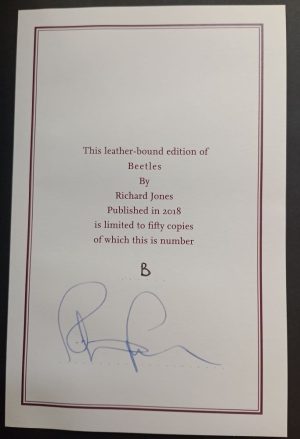 This leather-bound edition of
Beetles
By
Richard Jones
Published in 2018
is limited to fifty copies
of which this is number
B